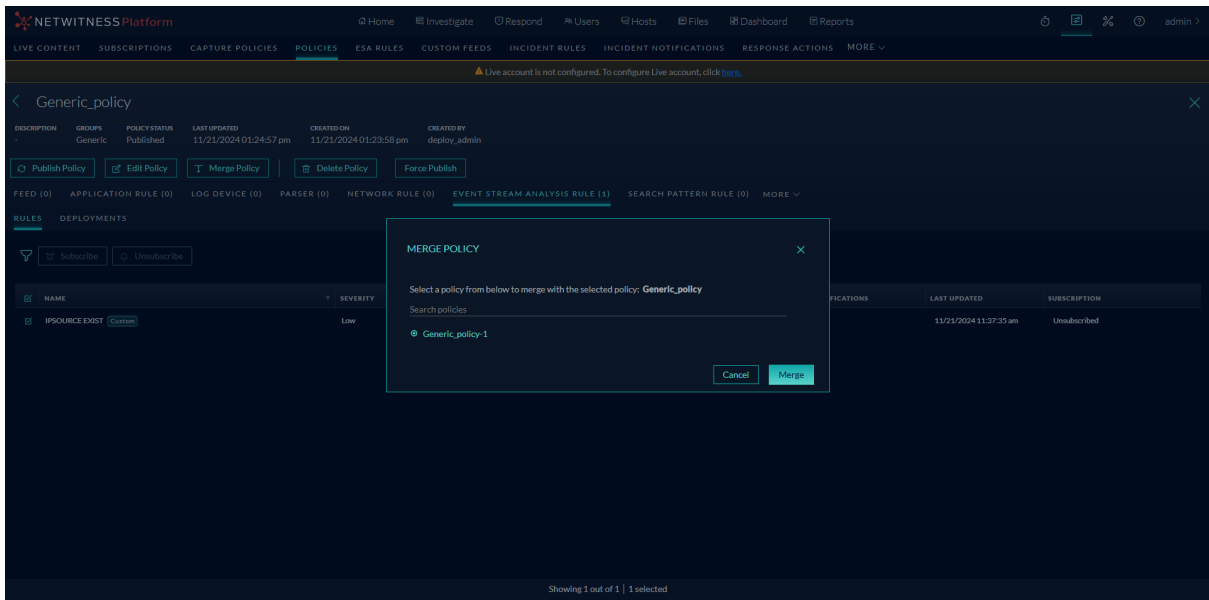 NETWITNESS Platform
Home Investigate Respond Users Hosts Files Dashboard Reports admin >
LIVE CONTENT SUBSCRIPTIONS CAPTURE POLICIES POLICIES ESA RULES CUSTOM FEEDS INCIDENT RULES INCIDENT NOTIFICATIONS RESPONSE ACTIONS MORE
Live account is not configured. To configure Live account, click here.
Generic_policy
DESCRIPTION GROUPS POLICY STATUS LAST UPDATED CREATED ON CREATED BY
- Generic Published 11/21/2024 01:24:57 pm 11/21/2024 01:23:58 pm deploy_admin
Publish Policy Edit Policy Merge Policy Delete Policy Force Publish
FEED (0) APPLICATION RULE (0) LOG DEVICE (0) PARSER (0) NETWORK RULE (0) EVENT STREAM ANALYSIS RULE (1) SEARCH PATTERN RULE (0) MORE
RULES DEPLOYMENTS
Subscribe Unsubscribe
MERGE POLICY
Select a policy from below to merge with the selected policy: Generic_policy
Search policies
Generic_policy-1
Cancel Merge
NAME SEVERITY FICATIONS LAST UPDATED SUBSCRIPTION
IPSOURCE EXIST Custom Low 11/21/2024 11:37:35 am Unsubscribed
Showing 1 out of 1 | 1 selected